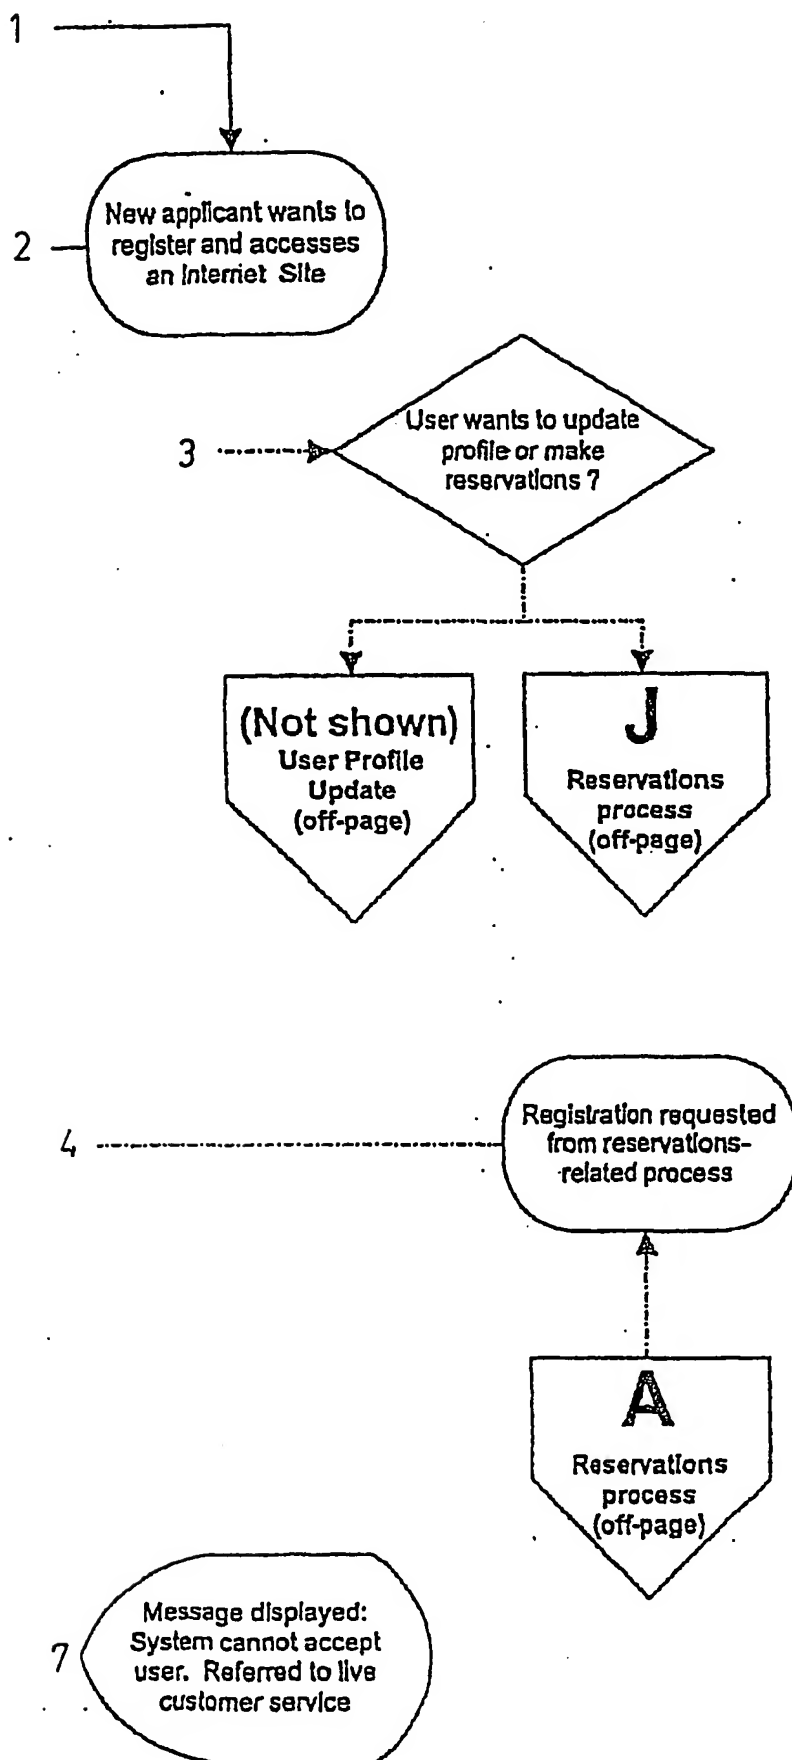 1
New applicant wants to
2
register and accesses
an Internet Site
User wants to update
3
profile or make
reservations ?
(Not shown)
User Profile
Update
(off-page)
J
Reservations
process
(off-page)
Registration requested
4
from reservations-
related process
A
Reservations
process
(off-page)
Message displayed:
System cannot accept
7
user. Referred to live
customer service